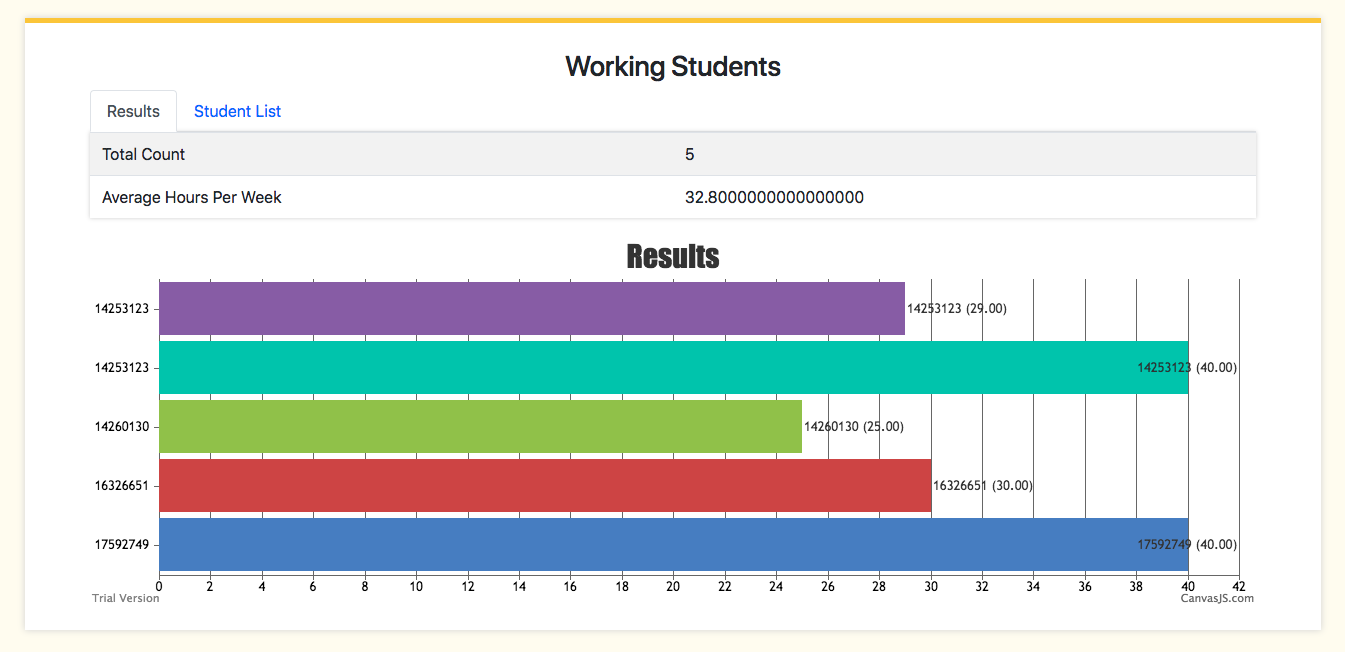 Working Students
Results Student List
Total Count 5
Average Hours Per Week 32.8000000000000000
Results
14253123 14253123 (29.00)
14253123 14253123 (40.00)
14260130 14260130 (25.00)
16326651 16326651 (30.00)
17592749 17592749 (40.00)
0 2 4 6 8 10 12 14 16 18 20 22 24 26 28 30 32 34 36 38 40 42
Trial Version CanvasJS.com